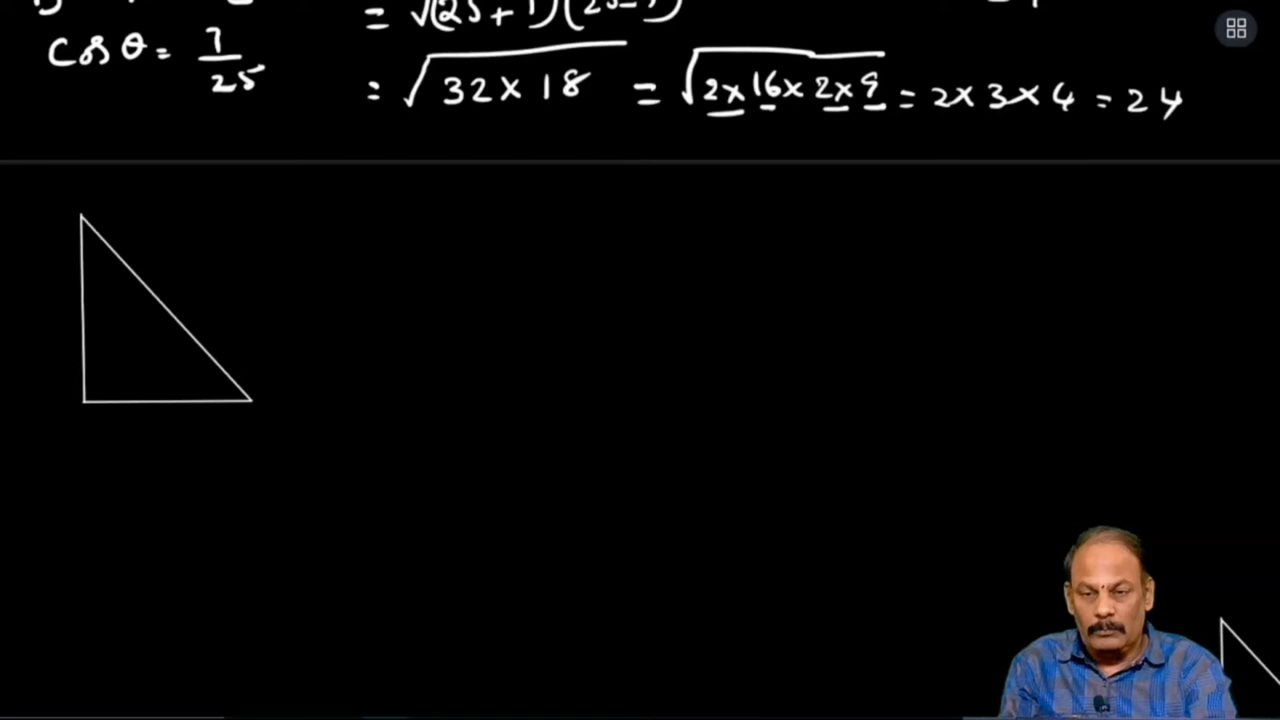 = √(25+7)(25-7)
Cos θ = 7/25
= √32×18 = √2×16×2×9 = 2×3×4 = 24